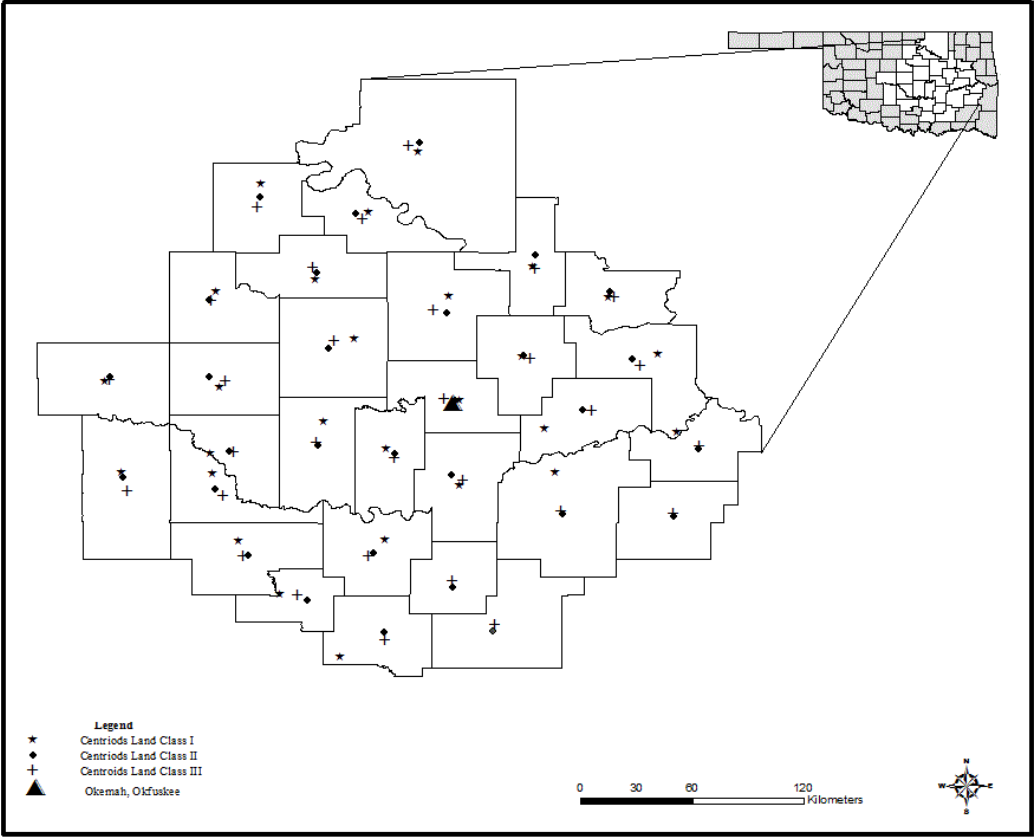 Legend
Centriods Land Class I
Centriods Land Class II
Centroids Land Class III
Okemah, Okfuskee
0 30 60 120
Kilometers
N
W E
S